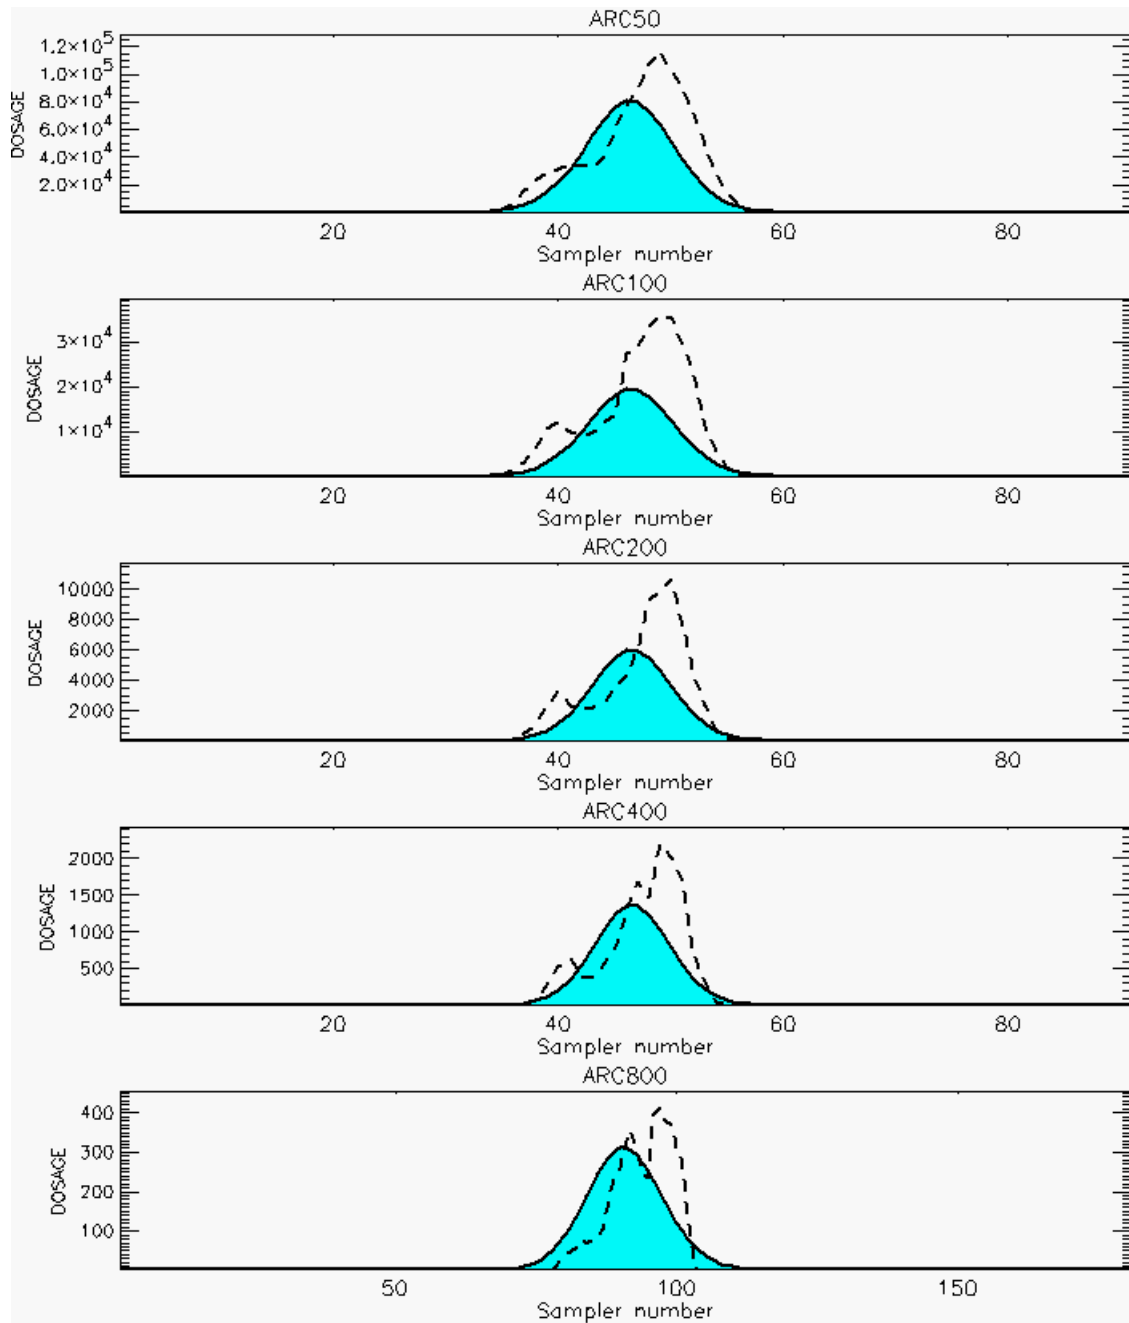 ARC50
1.2×10⁵
1.0×10⁵
8.0×10⁴
6.0×10⁴
4.0×10⁴
2.0×10⁴
DOSAGE
20 40 60 80
Sampler number
ARC100
3×10⁴
2×10⁴
1×10⁴
DOSAGE
20 40 60 80
Sampler number
ARC200
10000
8000
6000
4000
2000
DOSAGE
20 40 60 80
Sampler number
ARC400
2000
1500
1000
500
DOSAGE
20 40 60 80
Sampler number
ARC800
400
300
200
100
DOSAGE
50 100 150
Sampler number